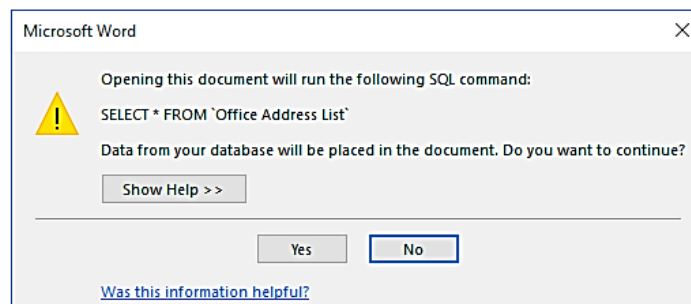 Microsoft Word
Opening this document will run the following SQL command:
SELECT * FROM `Office Address List`
Data from your database will be placed in the document. Do you want to continue?
Show Help >>
Yes
No
Was this information helpful?